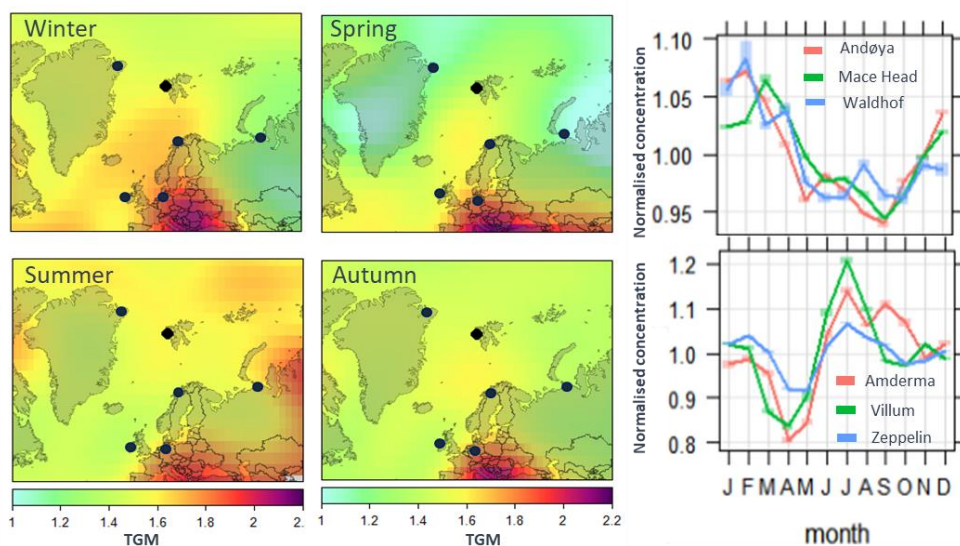 Winter
Spring
Summer
Autumn
1 1.2 1.4 1.6 1.8 2 2.
TGM
1 1.2 1.4 1.6 1.8 2 2.2
TGM
Normalised concentration
1.10
1.05
1.00
0.95
Andøya
Mace Head
Waldhof
Normalised concentration
1.2
1.1
1.0
0.9
0.8
Amderma
Villum
Zeppelin
J F M A M J J A S O N D
month